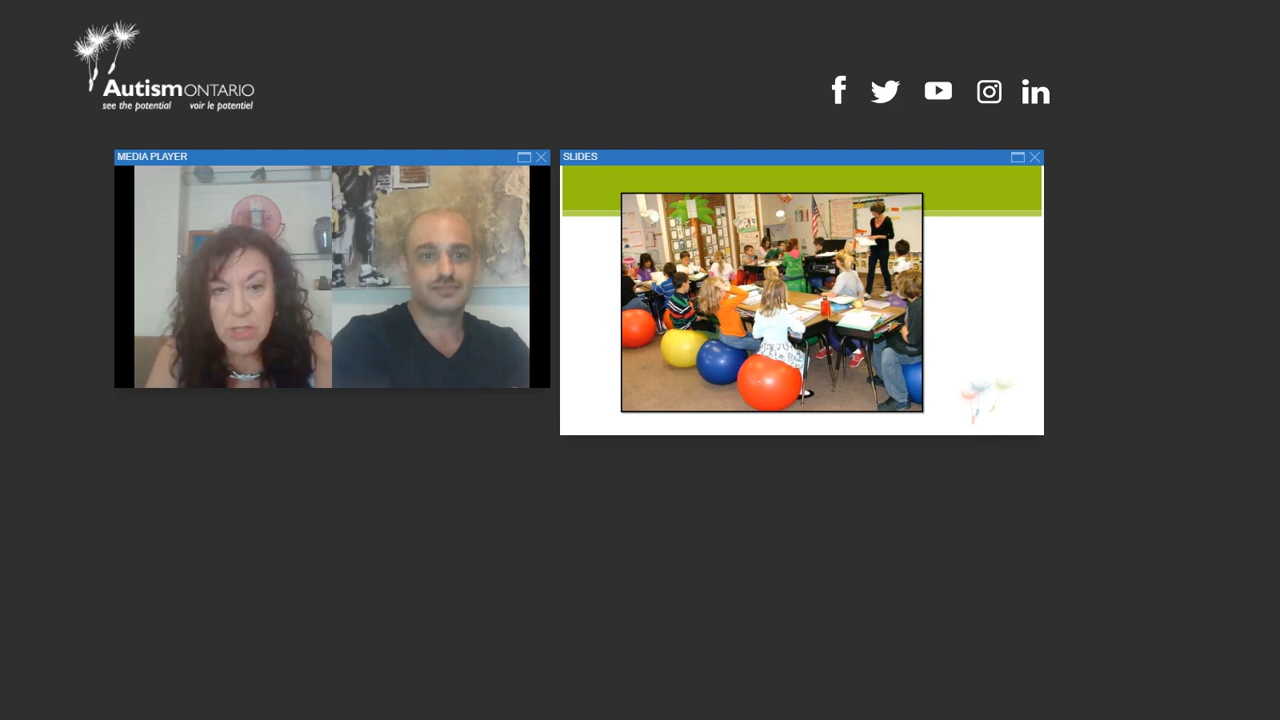 Autism ONTARIO
see the potential voir le potentiel
MEDIA PLAYER
SLIDES